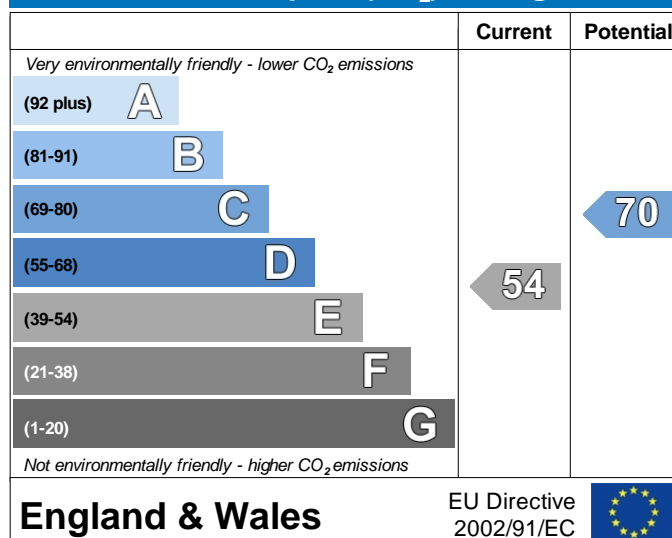 Current Potential
Very environmentally friendly - lower CO₂ emissions
(92 plus) A
(81-91) B
(69-80) C
70
(55-68) D
54
(39-54) E
(21-38) F
(1-20) G
Not environmentally friendly - higher CO₂ emissions
England & Wales
EU Directive
2002/91/EC